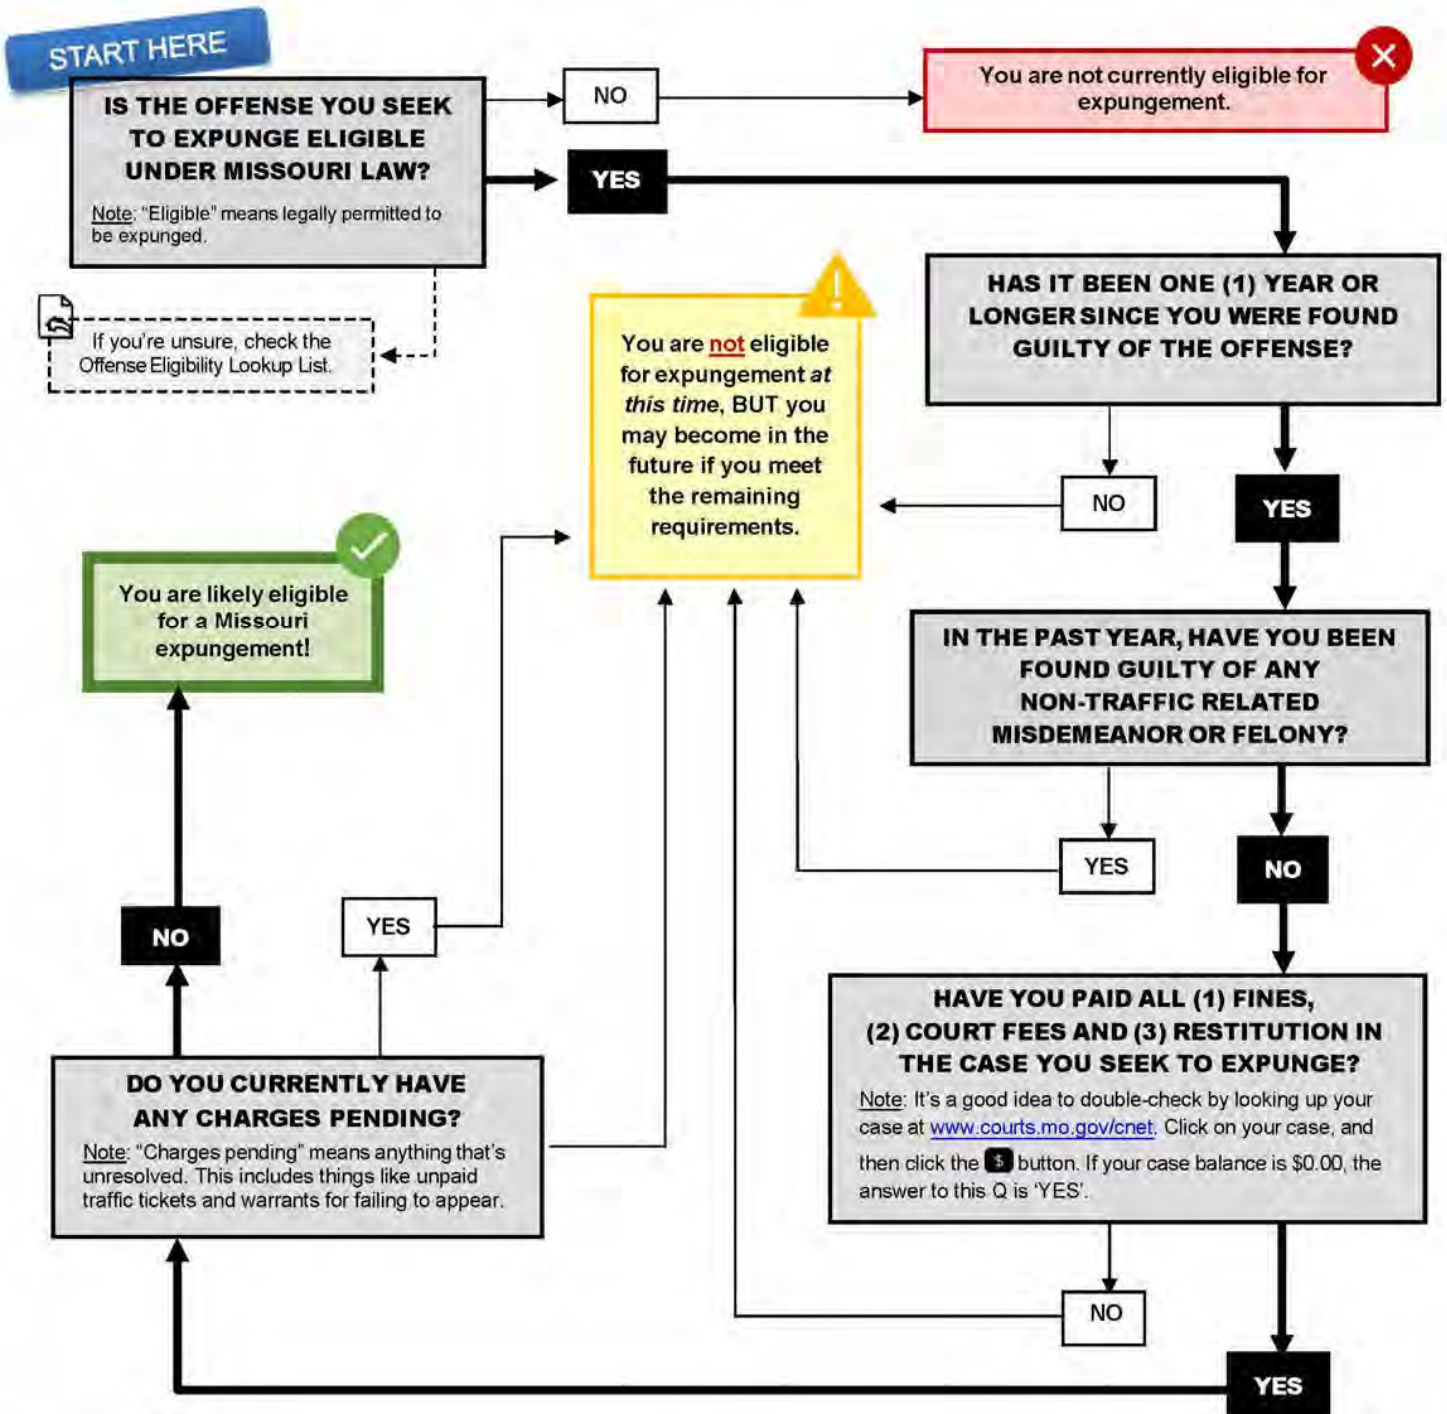 START HERE
IS THE OFFENSE YOU SEEK
TO EXPUNGE ELIGIBLE
UNDER MISSOURI LAW?
Note: "Eligible" means legally permitted to
be expunged.
NO
You are not currently eligible for
expungement.
YES
If you're unsure, check the
Offense Eligibility Lookup List.
HAS IT BEEN ONE (1) YEAR OR
LONGER SINCE YOU WERE FOUND
GUILTY OF THE OFFENSE?
NO
YES
You are not eligible
for expungement at
this time, BUT you
may become in the
future if you meet
the remaining
requirements.
IN THE PAST YEAR, HAVE YOU BEEN
FOUND GUILTY OF ANY
NON-TRAFFIC RELATED
MISDEMEANOR OR FELONY?
YES
NO
HAVE YOU PAID ALL (1) FINES,
(2) COURT FEES AND (3) RESTITUTION IN
THE CASE YOU SEEK TO EXPUNGE?
Note: It's a good idea to double-check by looking up your
case at www.courts.mo.gov/cnet. Click on your case, and
then click the $ button. If your case balance is $0.00, the
answer to this Q is 'YES'.
NO
YES
DO YOU CURRENTLY HAVE
ANY CHARGES PENDING?
Note: "Charges pending" means anything that's
unresolved. This includes things like unpaid
traffic tickets and warrants for failing to appear.
NO
YES
You are likely eligible
for a Missouri
expungement!